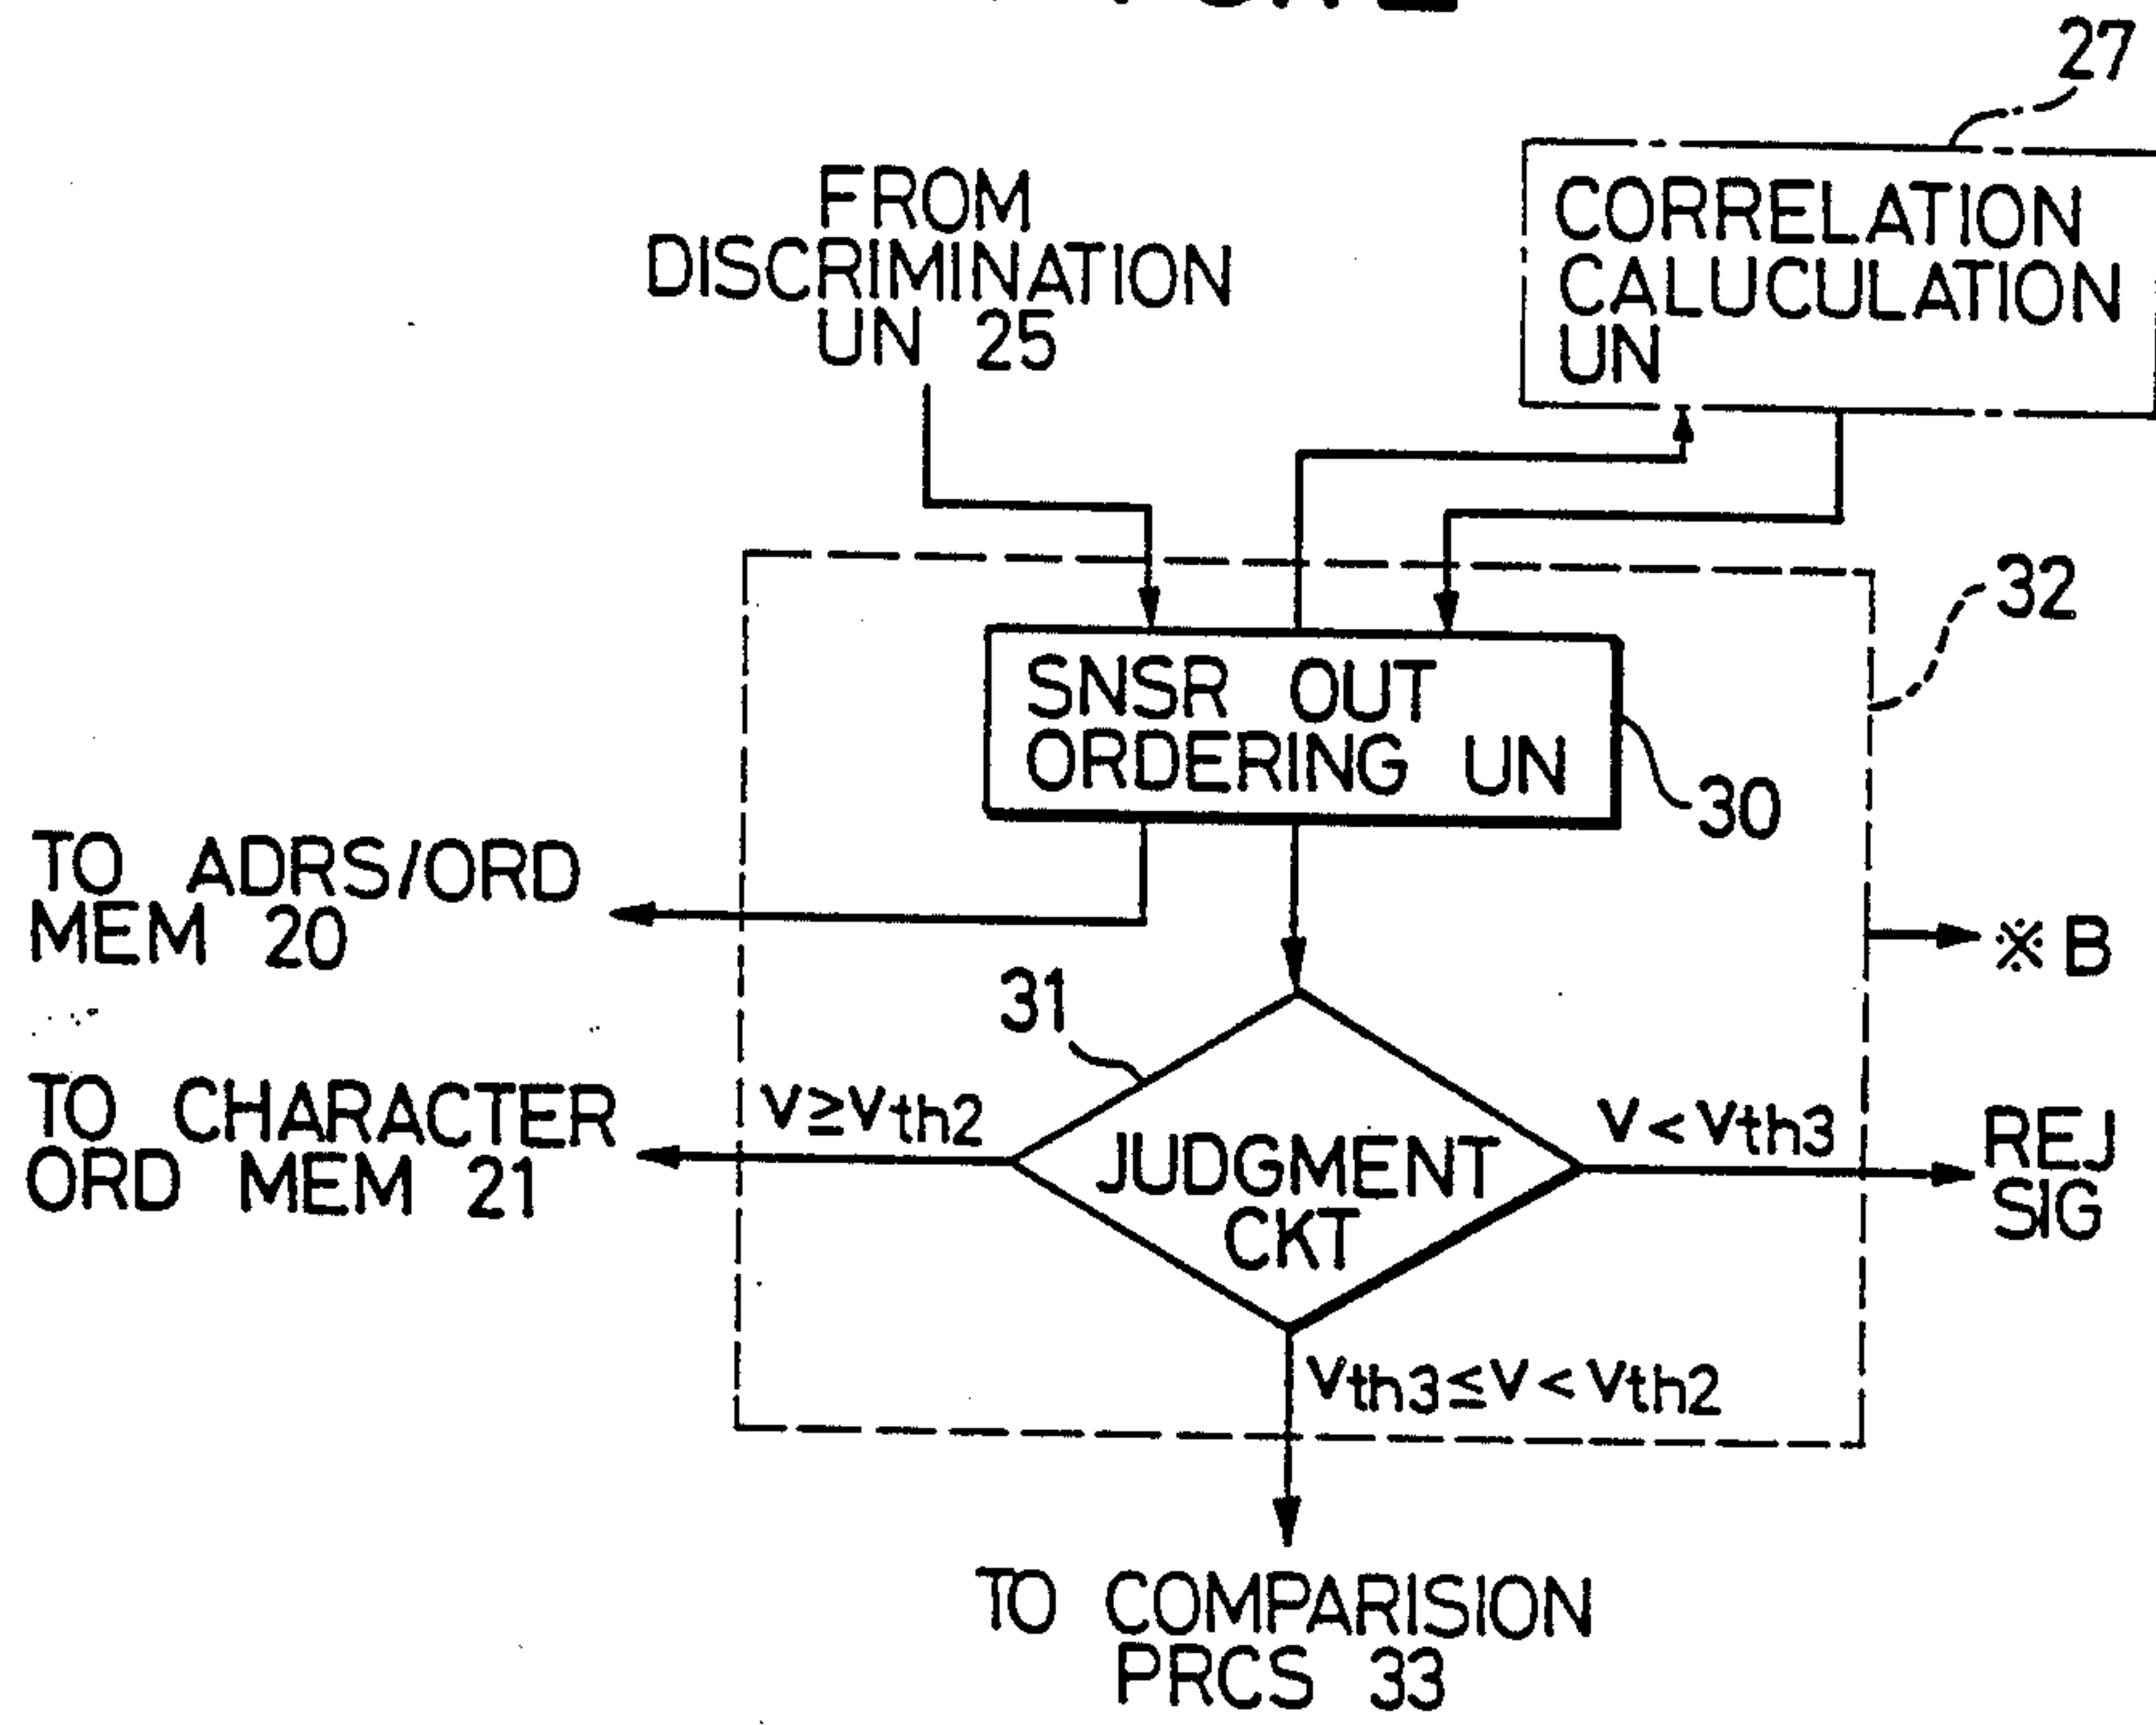 27
FROM
DISCRIMINATION
UN 25
CORRELATION
CALUCULATION
UN
32
SNSR OUT
ORDERING UN
30
TO ADRS/ORD
MEM 20
※B
31
TO CHARACTER
ORD MEM 21
V≥Vth2
JUDGMENT
CKT
V<Vth3
REJ
SIG
Vth3≤V<Vth2
TO COMPARISION
PRCS 33